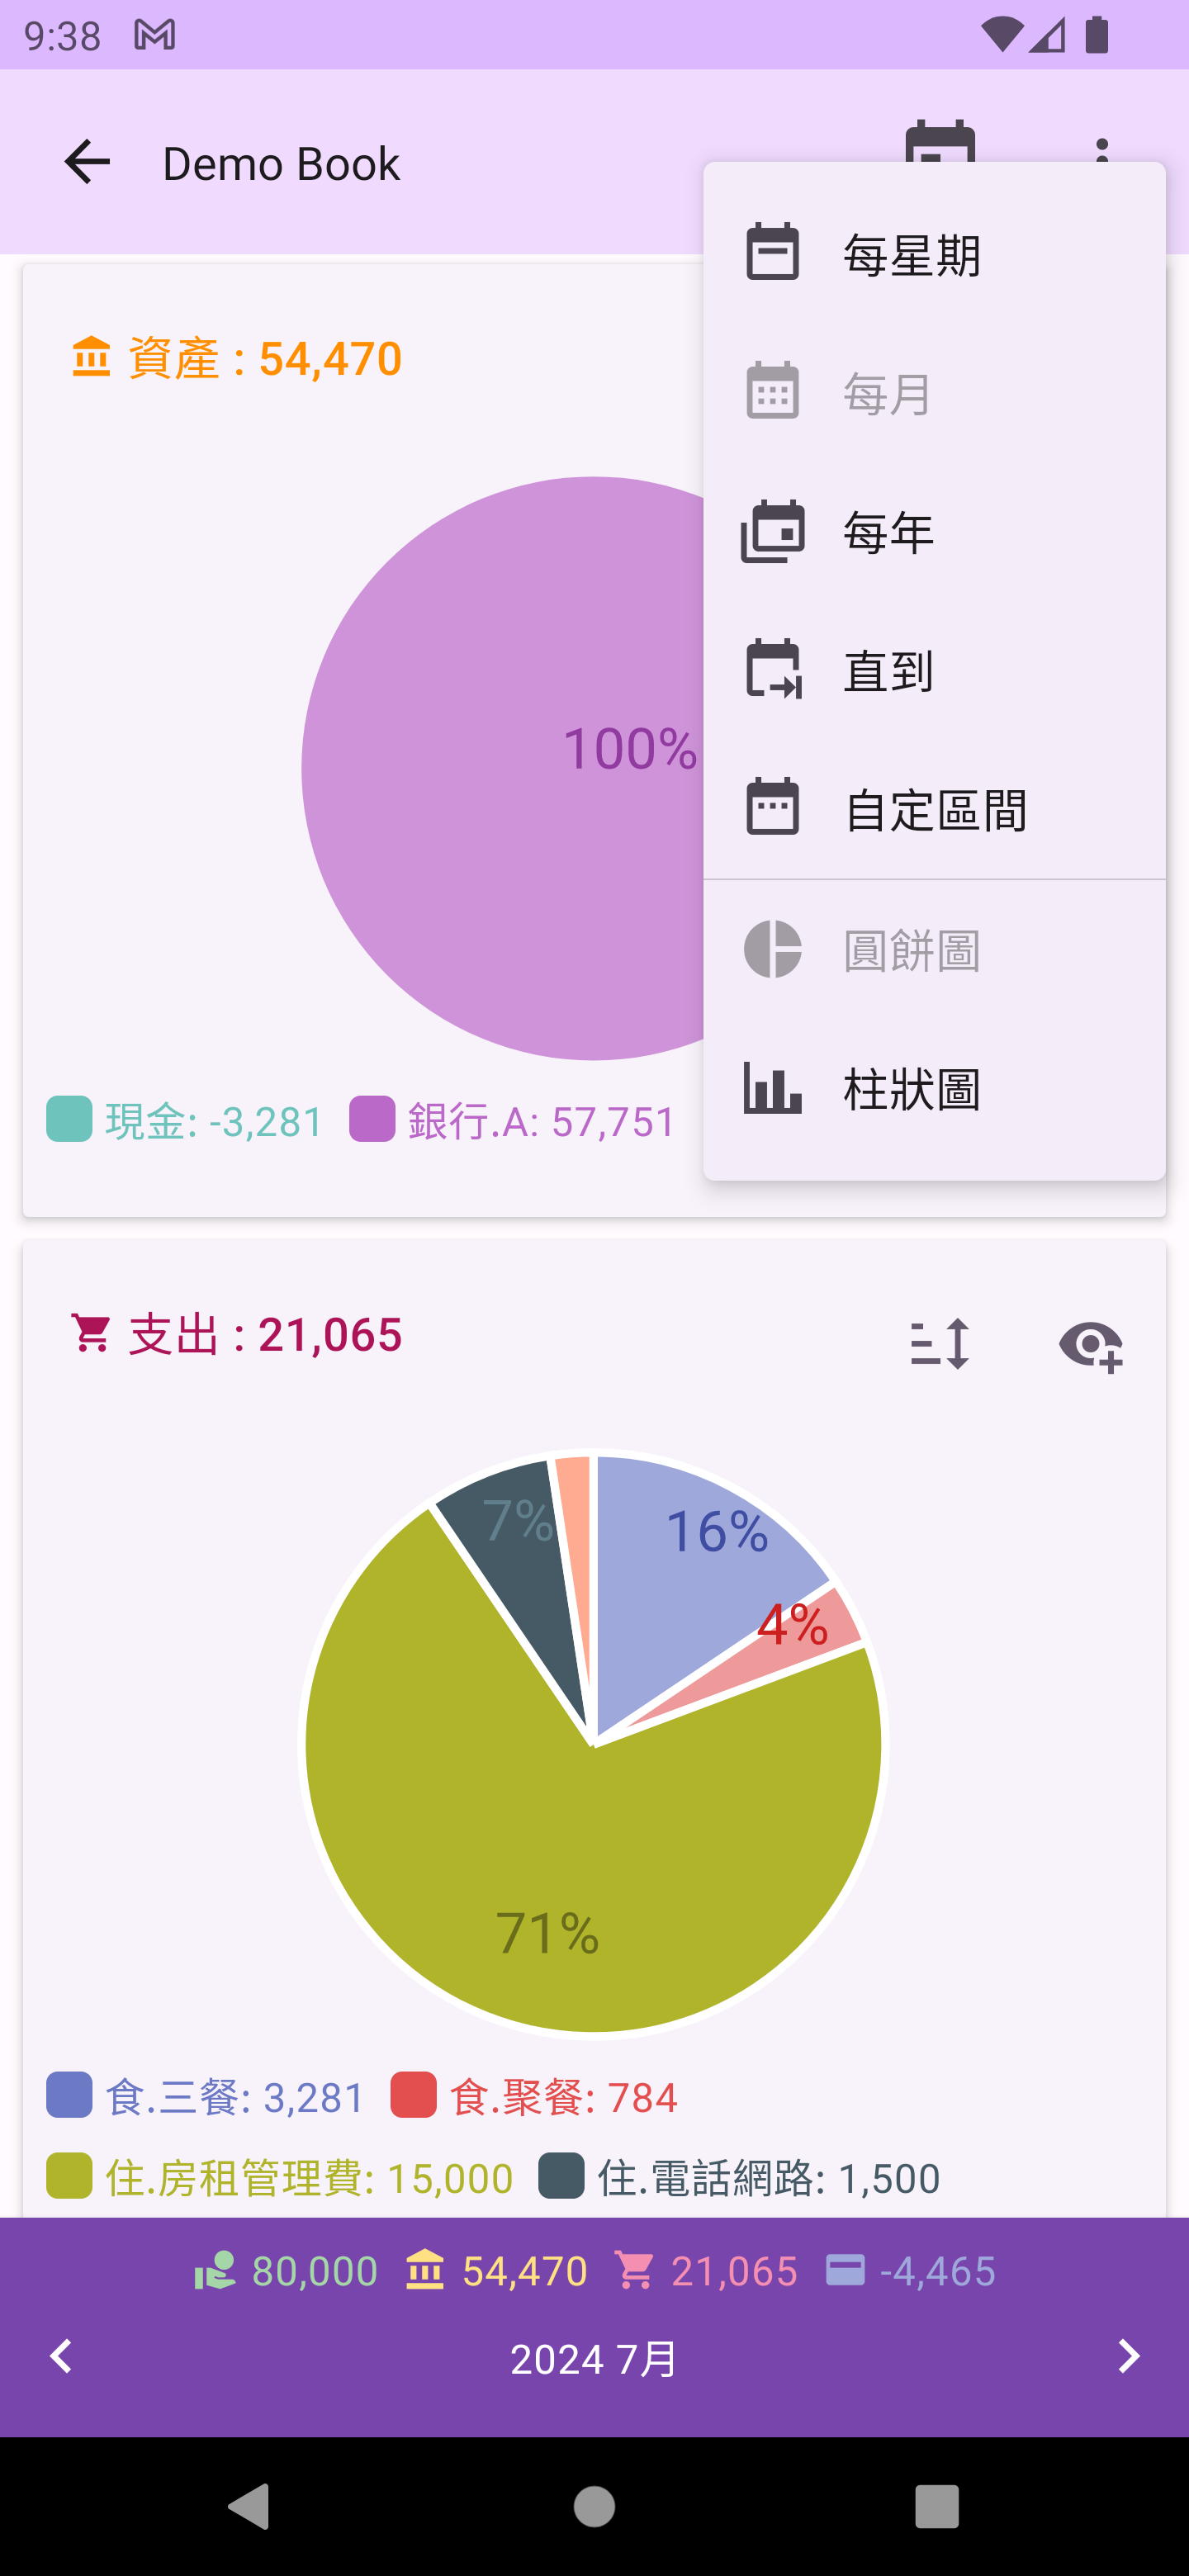 9:38
Demo Book
每星期
每月
每年
直到
自定區間
圓餅圖
柱狀圖
資產 : 54,470
100%
現金: -3,281 銀行.A: 57,751
支出 : 21,065
7% 16%
4%
71%
食.三餐: 3,281 食.聚餐: 784
住.房租管理費: 15,000 住.電話網路: 1,500
80,000 54,470 21,065 -4,465
2024 7月